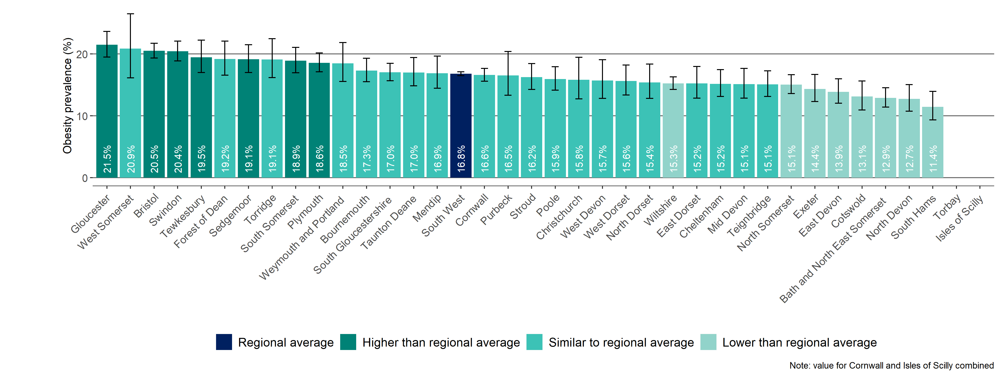 Obesity prevalence (%)
20
10
0
21.5%
20.9%
20.5%
20.4%
19.5%
19.2%
19.1%
19.1%
18.9%
18.6%
18.5%
17.3%
17.0%
17.0%
16.9%
16.8%
16.6%
16.5%
16.2%
15.9%
15.8%
15.7%
15.6%
15.4%
15.3%
15.2%
15.2%
15.1%
15.1%
15.1%
14.4%
13.9%
13.1%
12.9%
12.7%
11.4%
Gloucester
West Somerset
Bristol
Swindon
Tewkesbury
Forest of Dean
Sedgemoor
Torridge
South Somerset
Plymouth
Weymouth and Portland
Bournemouth
South Gloucestershire
Taunton Deane
Mendip
South West
Cornwall
Purbeck
Stroud
Poole
Christchurch
West Devon
West Dorset
North Dorset
Wiltshire
East Dorset
Cheltenham
Mid Devon
Teignbridge
North Somerset
Exeter
East Devon
Cotswold
Bath and North East Somerset
North Devon
South Hams
Torbay
Isles of Scilly
Regional average
Higher than regional average
Similar to regional average
Lower than regional average
Note: value for Cornwall and Isles of Scilly combined